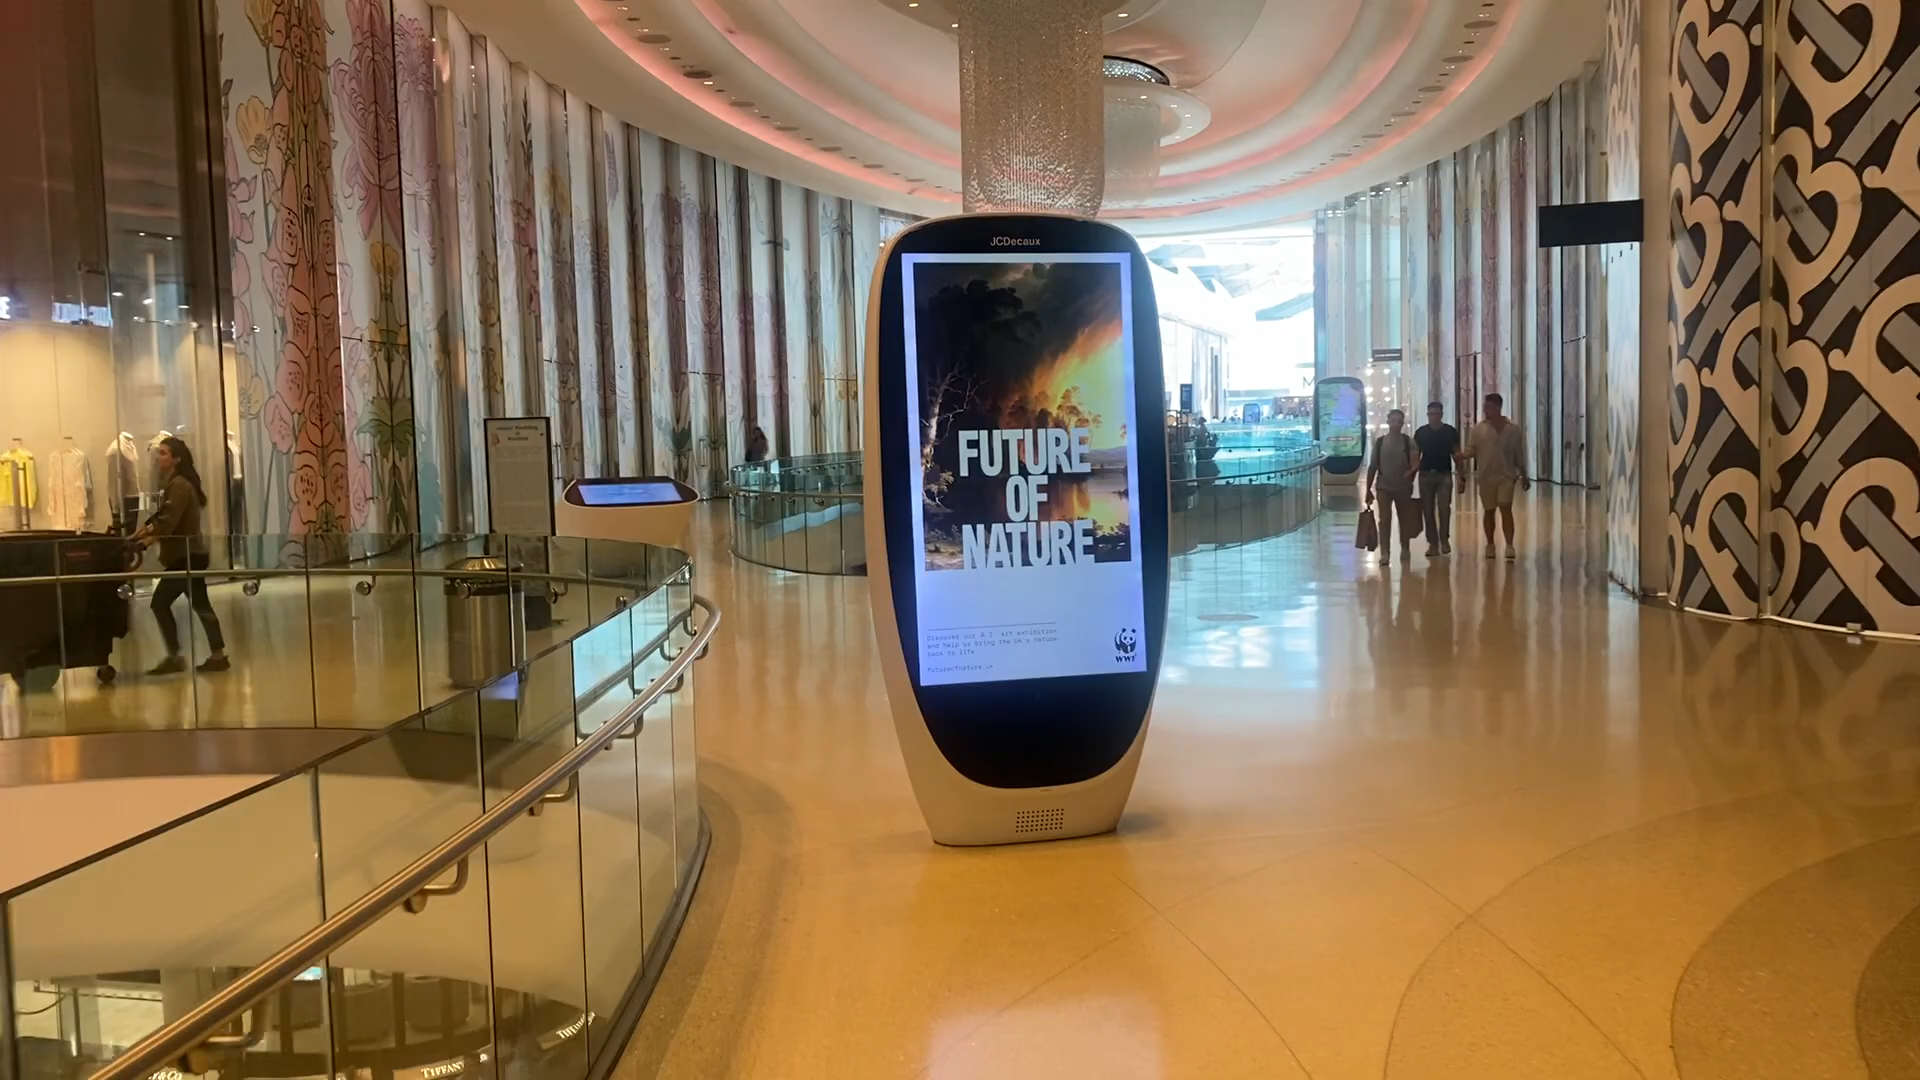 JCDecaux
FUTURE
OF
NATURE
Discover our A.I. Art exhibition
and help us bring the UK's nature
back to life.
futureofnature.uk
WWF
TIFFANY
& Co